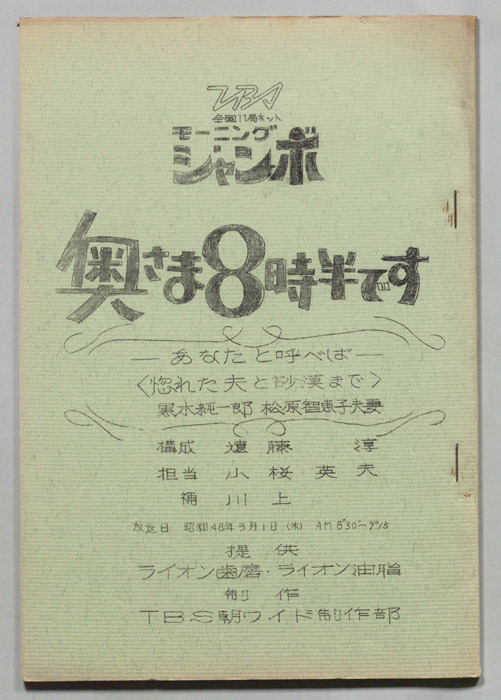 TBS
全国11局ネット
モーニング
ジャンボ
奥さま8時半です
―あなたと呼べば―
〈惚れた夫と砂漠まで〉
黒木純一郎 松原智恵子夫妻
構成 遠藤 淳
担当 小桜英夫
補 川上
放送日 昭和48年3月1日(木) AM 8°30'〜9°15
提供
ライオン歯磨・ライオン油脂
制作
TBS朝ワイド制作部